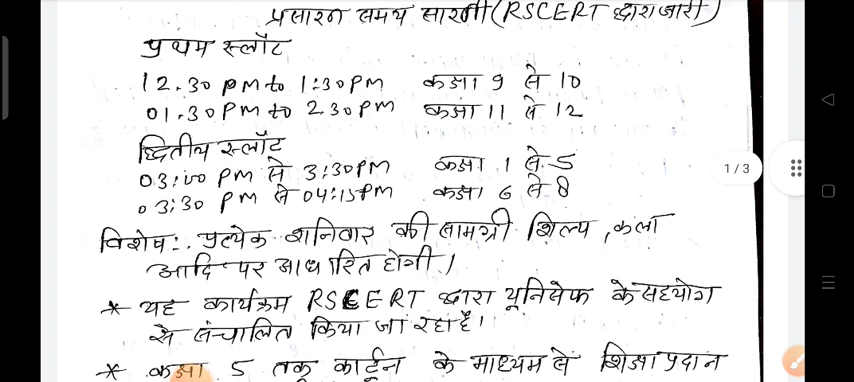 प्रसारण समय सारणी (RSCERT द्वारा जारी)
प्रथम स्लॉट
12.30 pm to 1:30 PM कक्षा 9 से 10
01.30 PM to 2.30 PM कक्षा 11 से 12
द्वितीय स्लॉट
03:00 PM से 3:30 PM कक्षा 1 से 5
03:30 PM से 04:15 PM कक्षा 6 से 8
1/3
विशेष:. प्रत्येक शनिवार की सामग्री शिल्प, कला
आदि पर आधारित होगी।
* यह कार्यक्रम RSCERT द्वारा यूनिसेफ के सहयोग
से संचालित किया जा रहा है।
* कक्षा 5 तक कार्टून के माध्यम से शिक्षा प्रदान